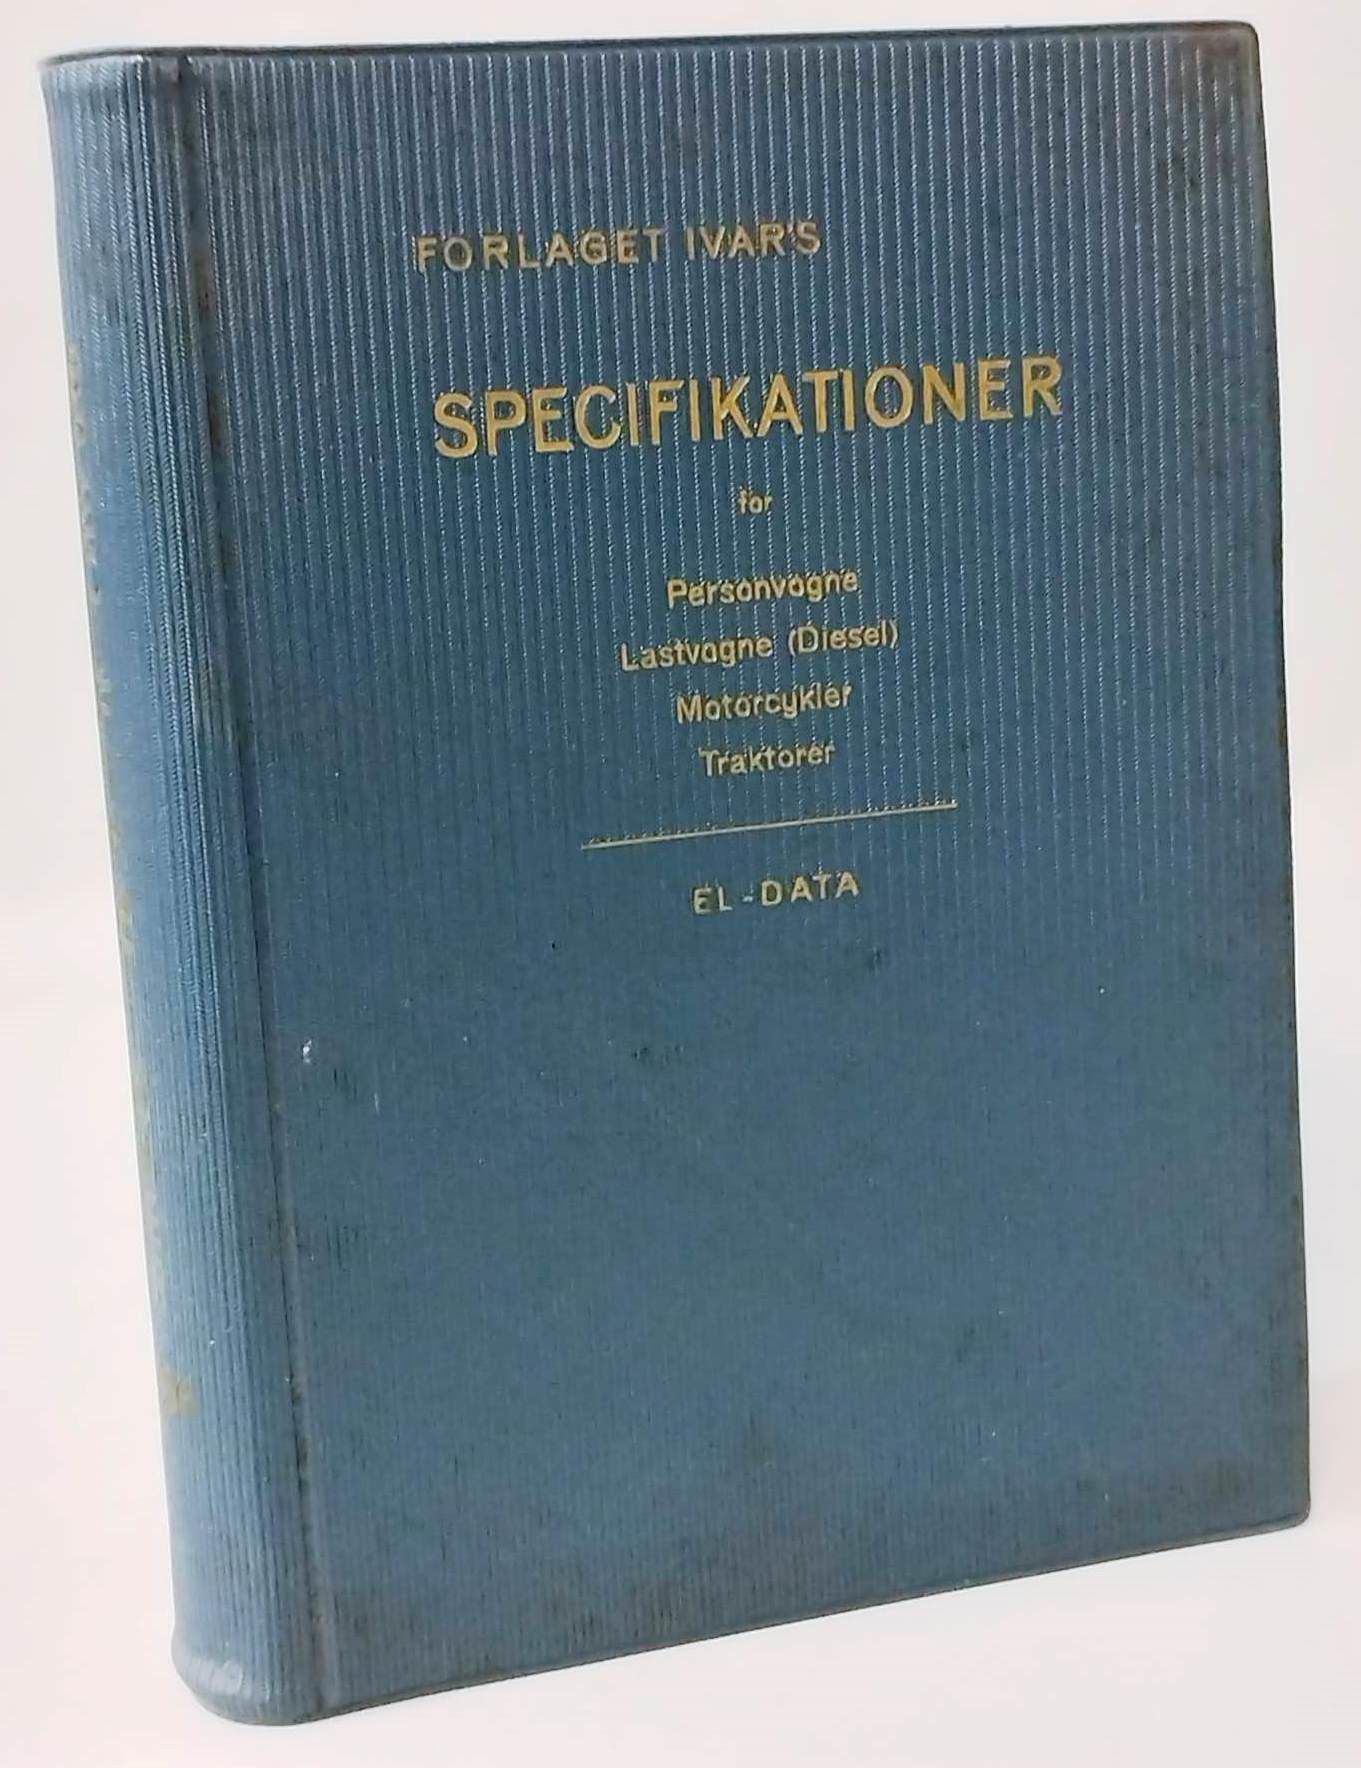 FORLAGET IVAR'S
SPECIFIKATIONER
for
Personvogne
Lastvogne (Diesel)
Motorcykler
Traktorer
EL-DATA